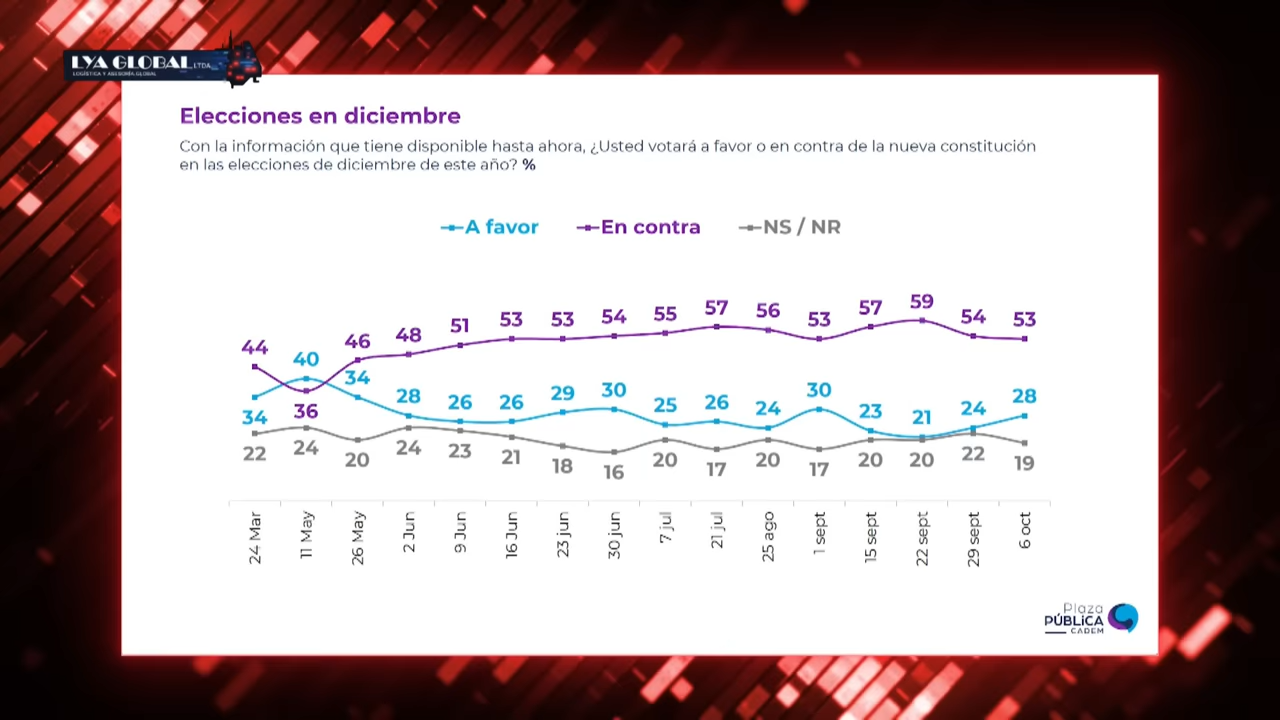 LYA GLOBAL LTDA.
LOGÍSTICA Y ASESORÍA GLOBAL
Elecciones en diciembre
Con la información que tiene disponible hasta ahora, ¿Usted votará a favor o en contra de la nueva constitución
en las elecciones de diciembre de este año? %
A favor En contra NS / NR
44 36 46 48 51 53 53 54 55 57 56 53 57 59 54 53
34 40 34 28 26 26 29 30 25 26 24 30 23 21 24 28
22 24 20 24 23 21 18 16 20 17 20 17 20 20 22 19
24 Mar
11 May
26 May
2 Jun
9 Jun
16 Jun
23 jun
30 jun
7 jul
21 jul
25 ago
1 sept
15 sept
22 sept
29 sept
6 oct
Plaza
PÚBLICA
CADEM